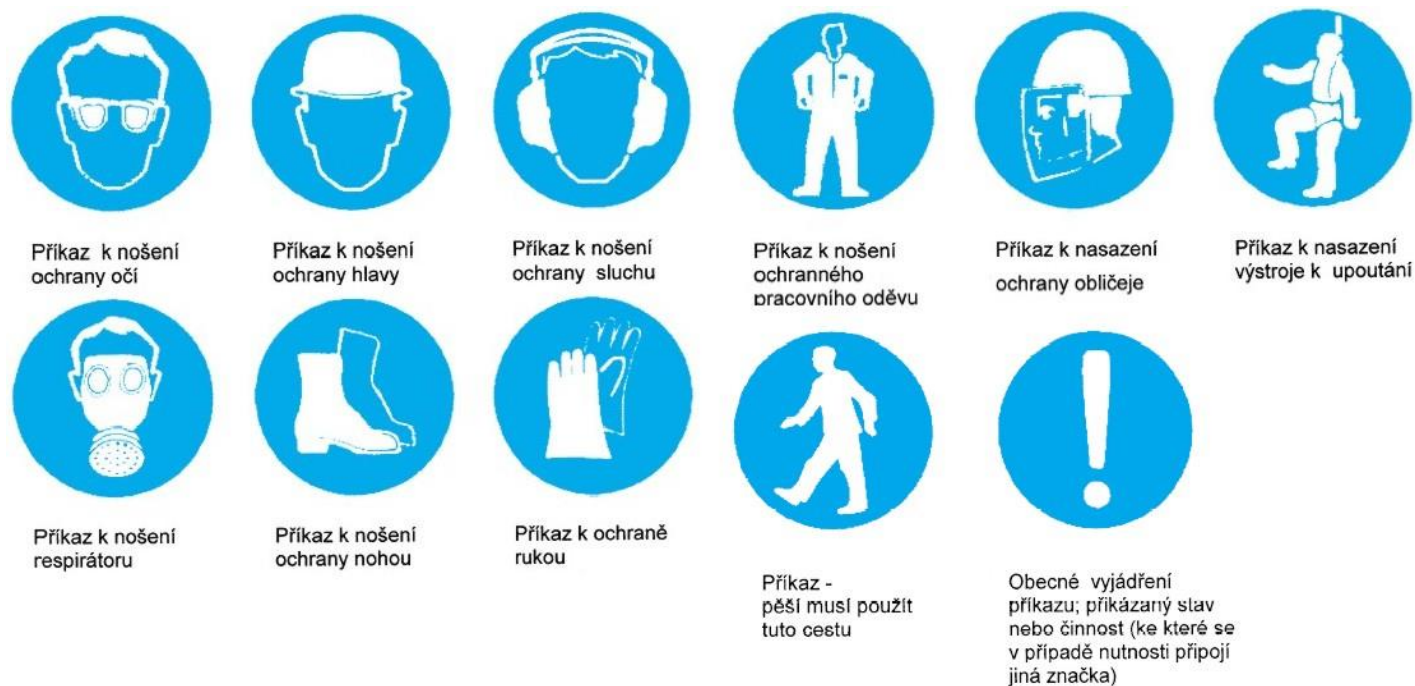 Příkaz k nošení
ochrany očí
Příkaz k nošení
ochrany hlavy
Příkaz k nošení
ochrany sluchu
Příkaz k nošení
ochranného
pracovního oděvu
Příkaz k nasazení
ochrany obličeje
Příkaz k nasazení
výstroje k upoutání
Příkaz k nošení
respirátoru
Příkaz k nošení
ochrany nohou
Příkaz k ochraně
rukou
Příkaz -
pěší musí použít
tuto cestu
Obecné vyjádření
příkazu; přikázaný stav
nebo činnost (ke které se
v případě nutnosti připojí
jiná značka)